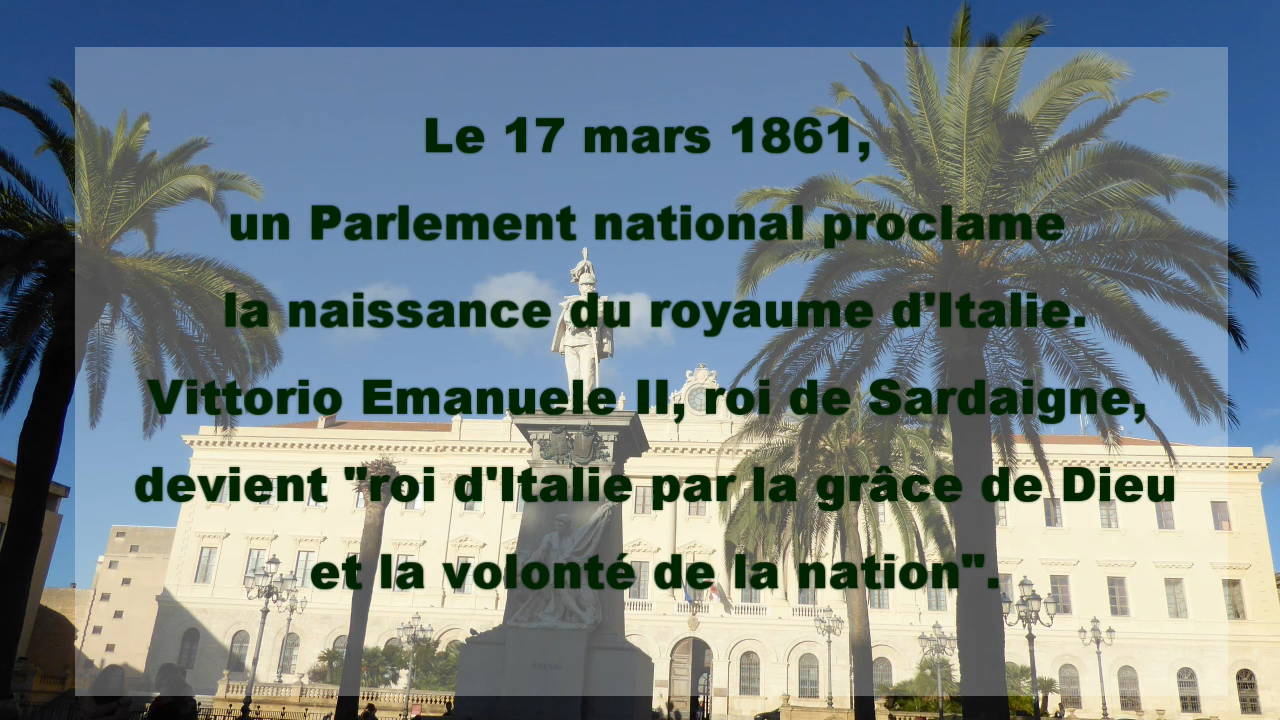 Le 17 mars 1861,
un Parlement national proclame
la naissance du royaume d'Italie.
Vittorio Emanuele II, roi de Sardaigne,
devient "roi d'Italie par la grâce de Dieu
et la volonté de la nation".